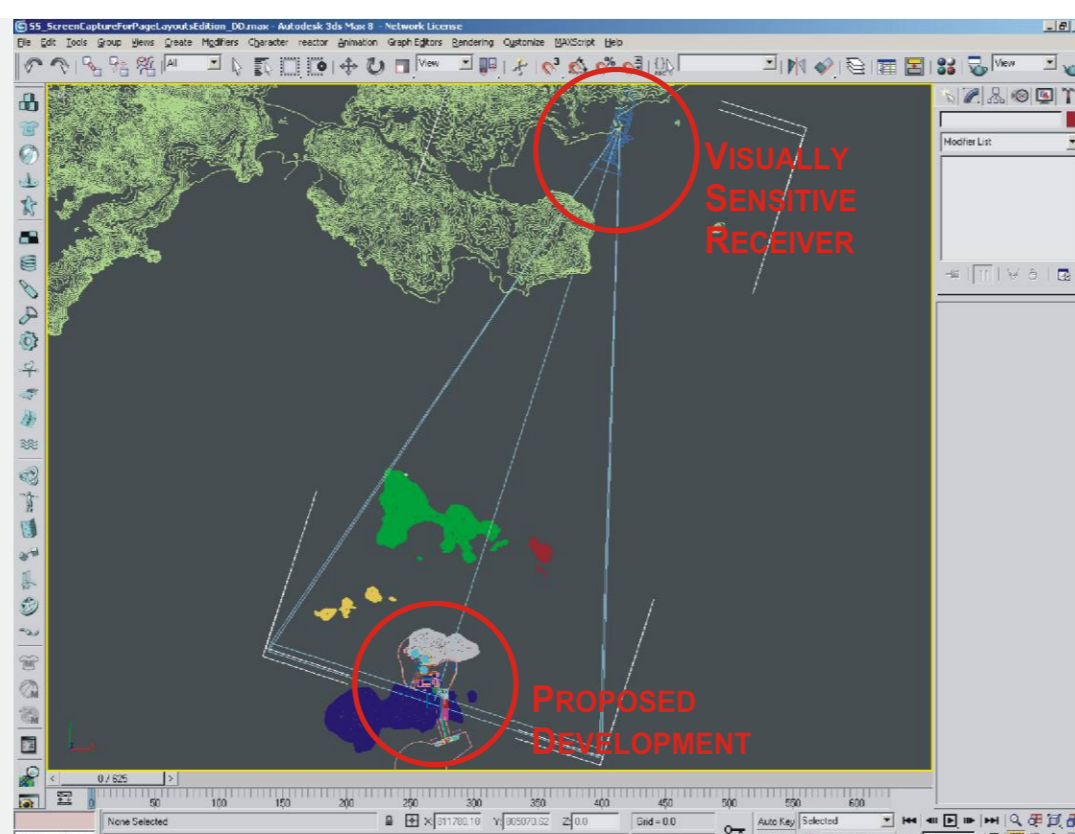 55_ScreenCaptureForPageLayoutsEdition_DD.max - Autodesk 3ds Max 8 - Network License
File Edit Tools Group Views Create Modifiers Character reactor Animation Graph Editors Rendering Customize MAXScript Help
All View View
Modifier List
VISUALLY
SENSITIVE
RECEIVER
PROPOSED
DEVELOPMENT
0 / 625
0 50 100 150 200 250 300 350 400 450 500 550 600
None Selected X: Y: Z: 0.0 Grid = 0.0 Auto Key Selected